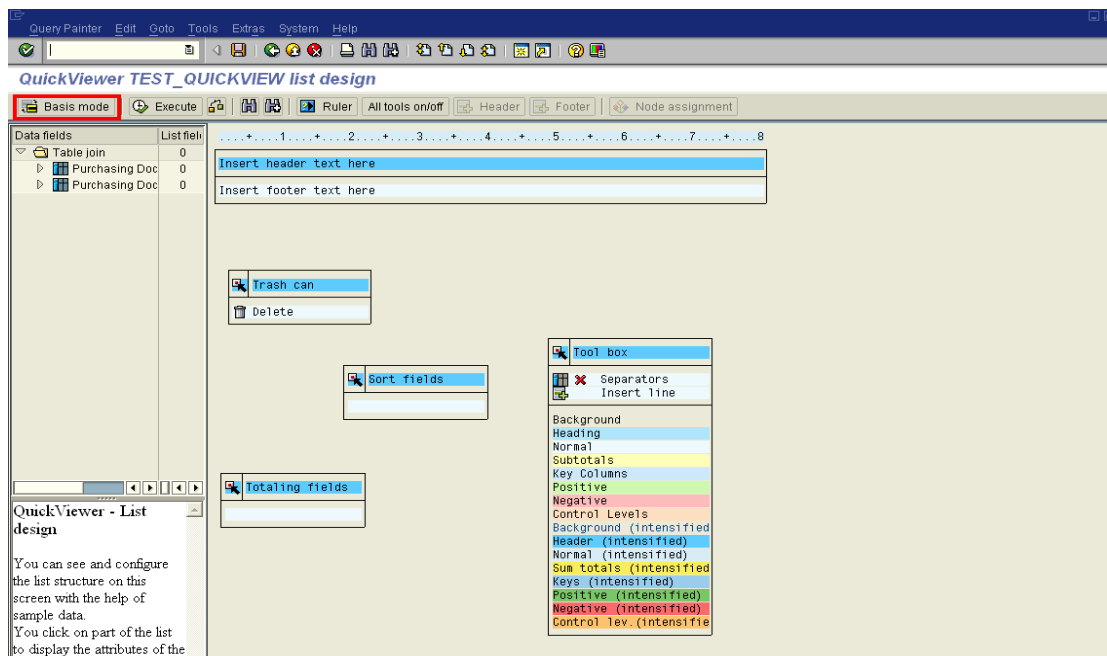 Query Painter Edit Goto Tools Extras System Help
QuickViewer TEST_QUICKVIEW list design
Basis mode Execute Ruler All tools on/off Header Footer Node assignment
Data fields List fiel
Table join 0
Purchasing Doc 0
Purchasing Doc 0
....+....1....+....2....+....3....+....4....+....5....+....6....+....7....+....8
Insert header text here
Insert footer text here
Trash can
Delete
Sort fields
Totaling fields
Tool box
Separators
Insert line
Background
Heading
Normal
Subtotals
Key Columns
Positive
Negative
Control Levels
Background (intensified
Header (intensified)
Normal (intensified)
Sum totals (intensified
Keys (intensified)
Positive (intensified)
Negative (intensified)
Control lev.(intensifie
QuickViewer - List
design
You can see and configure
the list structure on this
screen with the help of
sample data.
You click on part of the list
to display the attributes of the